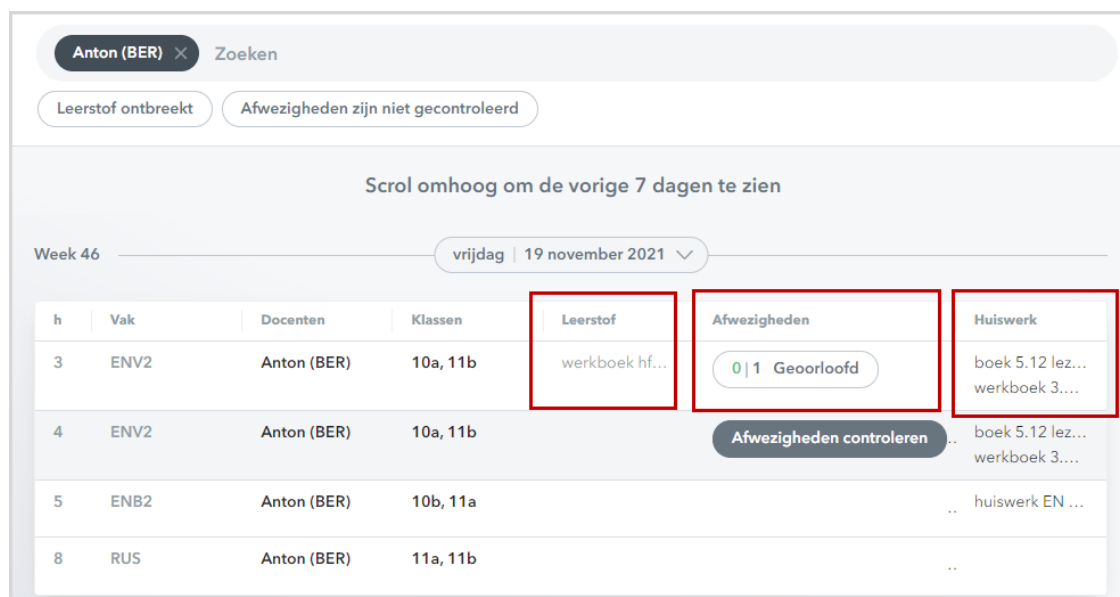 Anton (BER) Zoeken
Leerstof ontbreekt Afwezigheden zijn niet gecontroleerd
Scrol omhoog om de vorige 7 dagen te zien
Week 46 vrijdag | 19 november 2021
h Vak Docenten Klassen Leerstof Afwezigheden Huiswerk
3 ENV2 Anton (BER) 10a, 11b werkboek hf... 0|1 Geoorloofd boek 5.12 lez...
werkboek 3....
4 ENV2 Anton (BER) 10a, 11b Afwezigheden controleren .. boek 5.12 lez...
werkboek 3....
5 ENB2 Anton (BER) 10b, 11a .. huiswerk EN ...
8 RUS Anton (BER) 11a, 11b ..